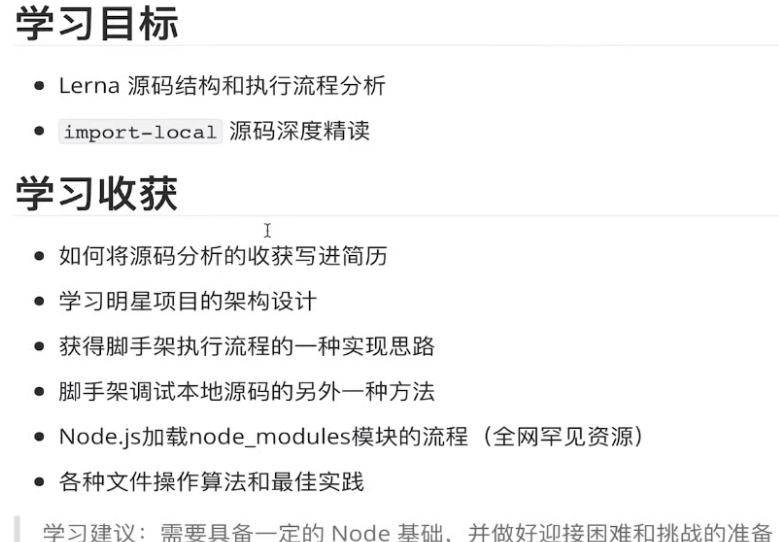 学习目标
Lerna 源码结构和执行流程分析
import-local 源码深度精读
学习收获
如何将源码分析的收获写进简历
学习明星项目的架构设计
获得脚手架执行流程的一种实现思路
脚手架调试本地源码的另外一种方法
Node.js加载node_modules模块的流程（全网罕见资源）
各种文件操作算法和最佳实践
学习建议：需要具备一定的 Node 基础，并做好迎接困难和挑战的准备